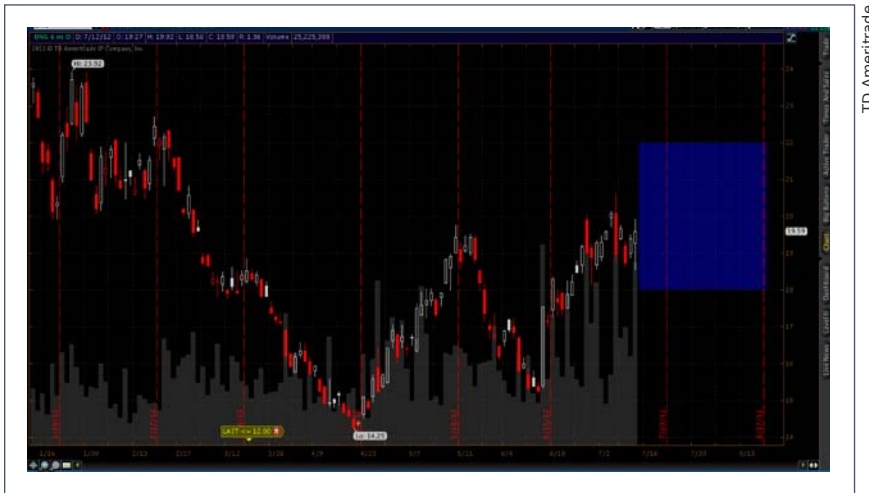 UNG 6 m D D: 7/12/12 O: 19.27 H: 19.92 L: 18.56 C: 19.59 R: 1.36 Volume 25,225,388
2012 © TD Ameritrade IP Company, Inc.
Hi: 23.92
24
23
22
21
20
19.59
19
18
17
16
15
14
LAST <= 12.00
Lo: 14.25
1/16 1/30 2/13 2/27 3/12 3/26 4/9 4/23 5/7 5/21 6/4 6/18 7/2 7/16 7/30 8/13
Trade
Times And Sales
Active Trader
Big Buttons
Chart
Dashboard
Level II
Live News
TD Ameritrade